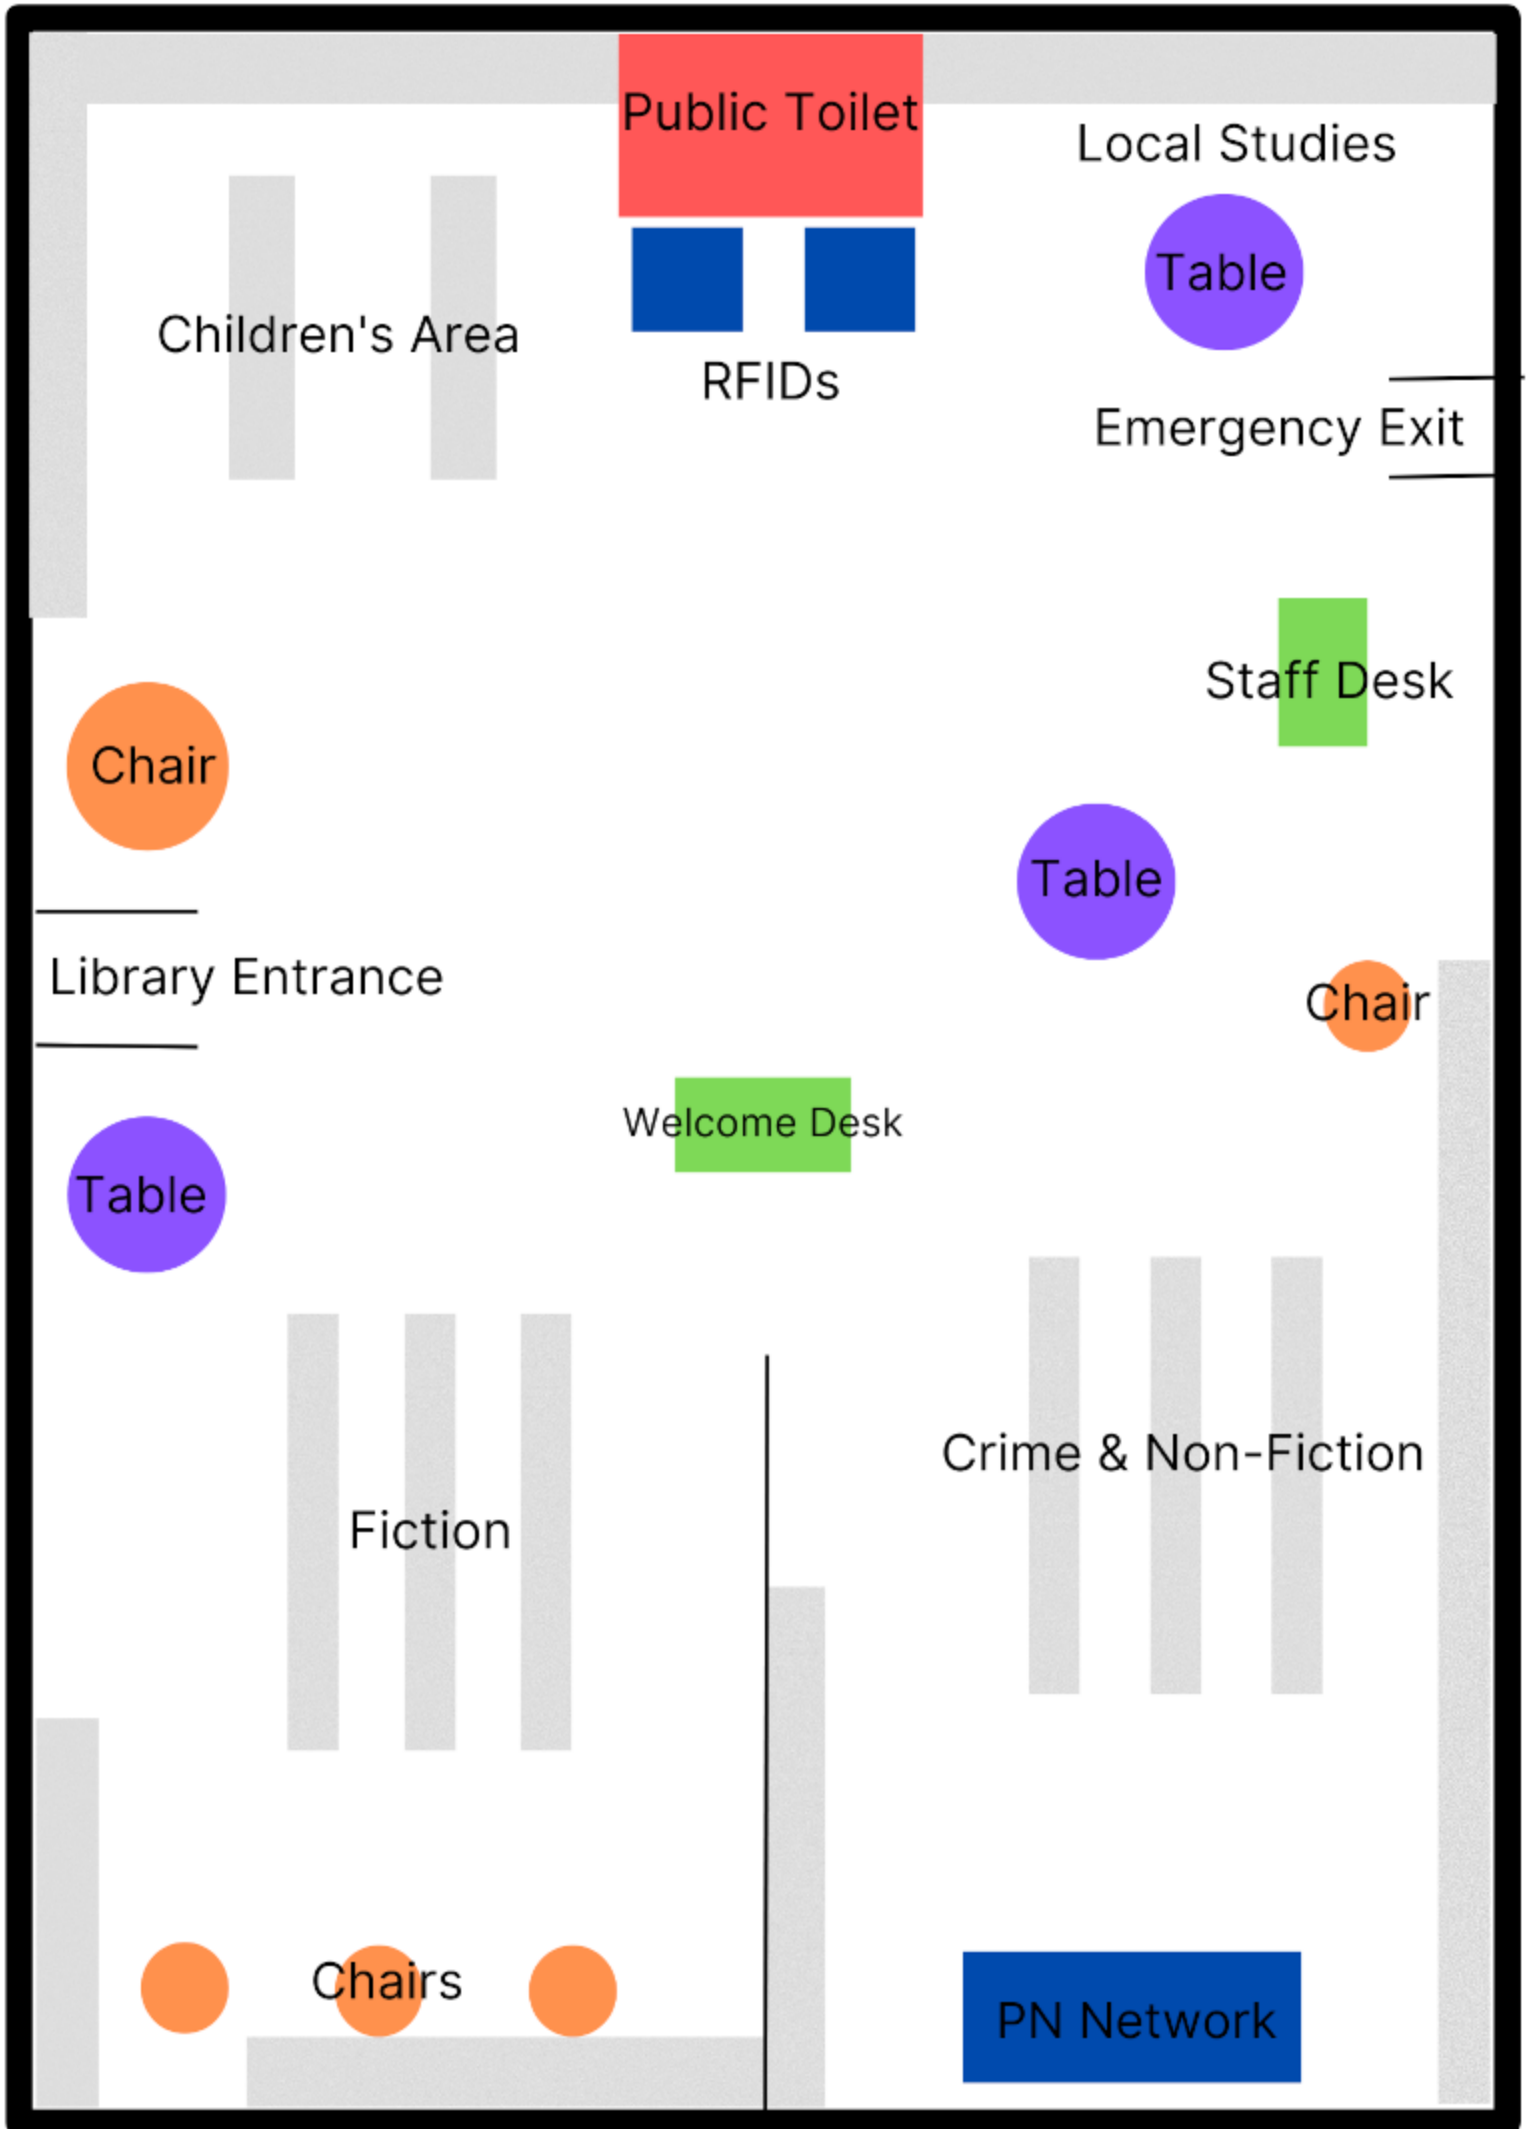 Public Toilet
Local Studies
Table
Children's Area
RFIDs
Emergency Exit
Staff Desk
Chair
Table
Library Entrance
Chair
Welcome Desk
Table
Crime & Non-Fiction
Fiction
Chairs
PN Network